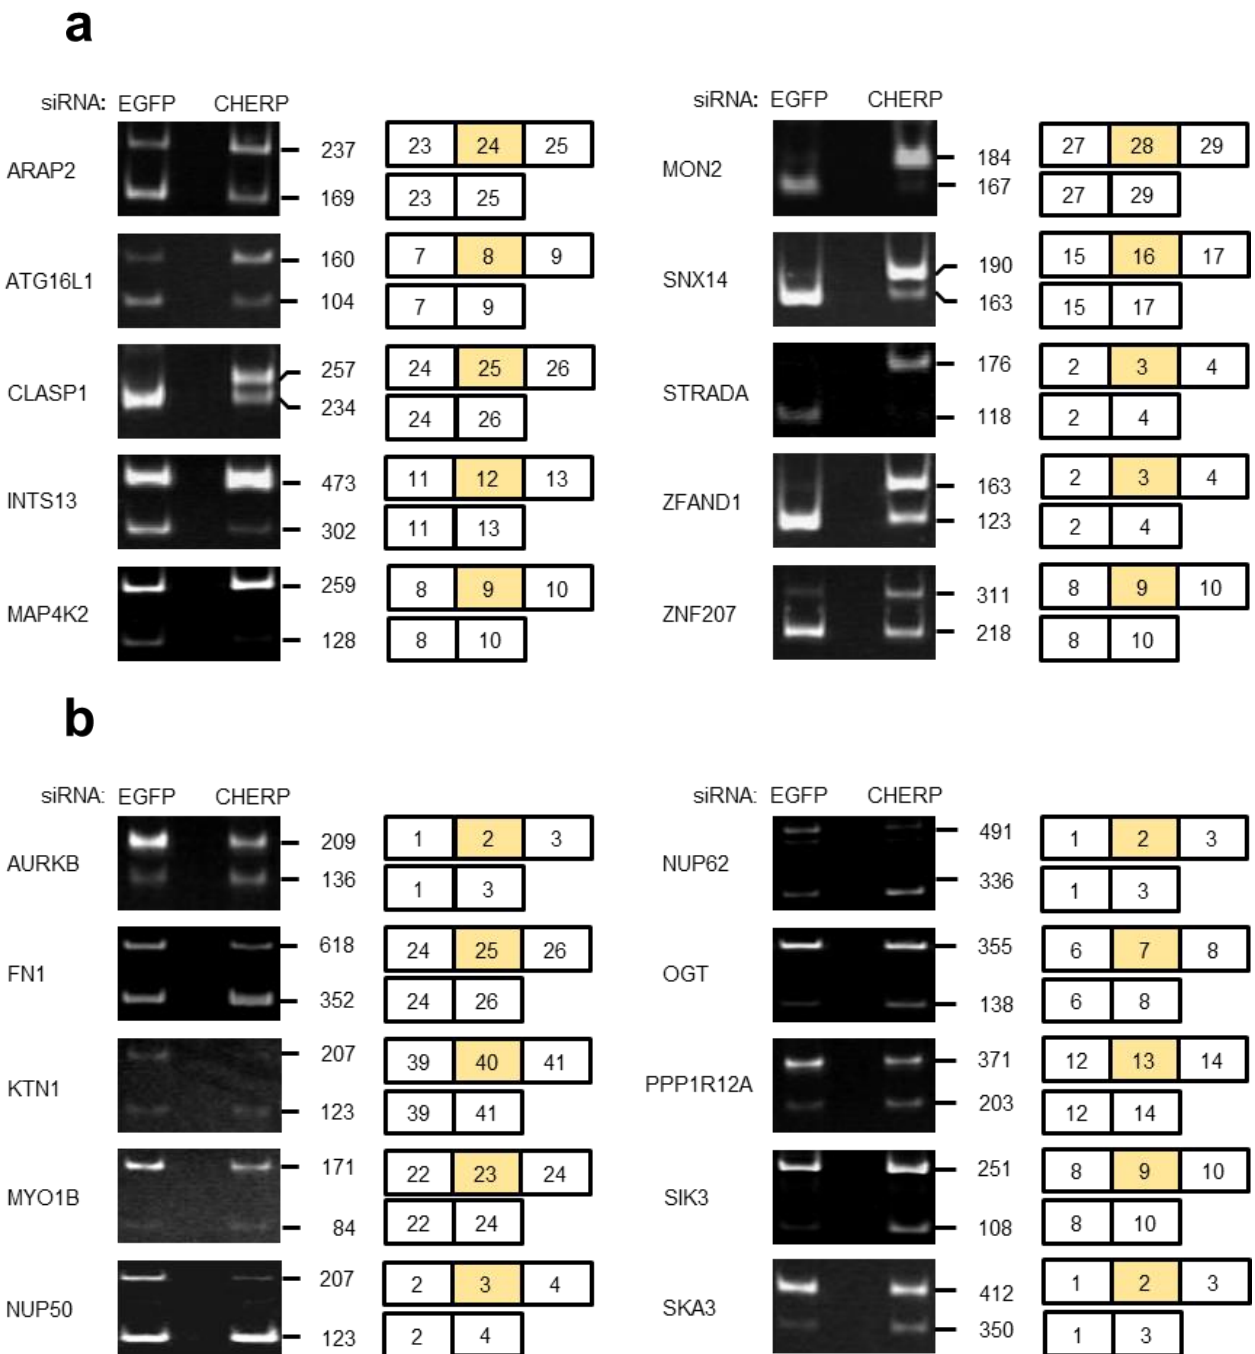 a
siRNA: EGFP CHERP
ARAP2
237 23 24 25
169 23 25
ATG16L1
160 7 8 9
104 7 9
CLASP1
257 24 25 26
234 24 26
INTS13
473 11 12 13
302 11 13
MAP4K2
259 8 9 10
128 8 10
siRNA: EGFP CHERP
MON2
184 27 28 29
167 27 29
SNX14
190 15 16 17
163 15 17
STRADA
176 2 3 4
118 2 4
ZFAND1
163 2 3 4
123 2 4
ZNF207
311 8 9 10
218 8 10
b
siRNA: EGFP CHERP
AURKB
209 1 2 3
136 1 3
FN1
618 24 25 26
352 24 26
KTN1
207 39 40 41
123 39 41
MYO1B
171 22 23 24
84 22 24
NUP50
207 2 3 4
123 2 4
siRNA: EGFP CHERP
NUP62
491 1 2 3
336 1 3
OGT
355 6 7 8
138 6 8
PPP1R12A
371 12 13 14
203 12 14
SIK3
251 8 9 10
108 8 10
SKA3
412 1 2 3
350 1 3